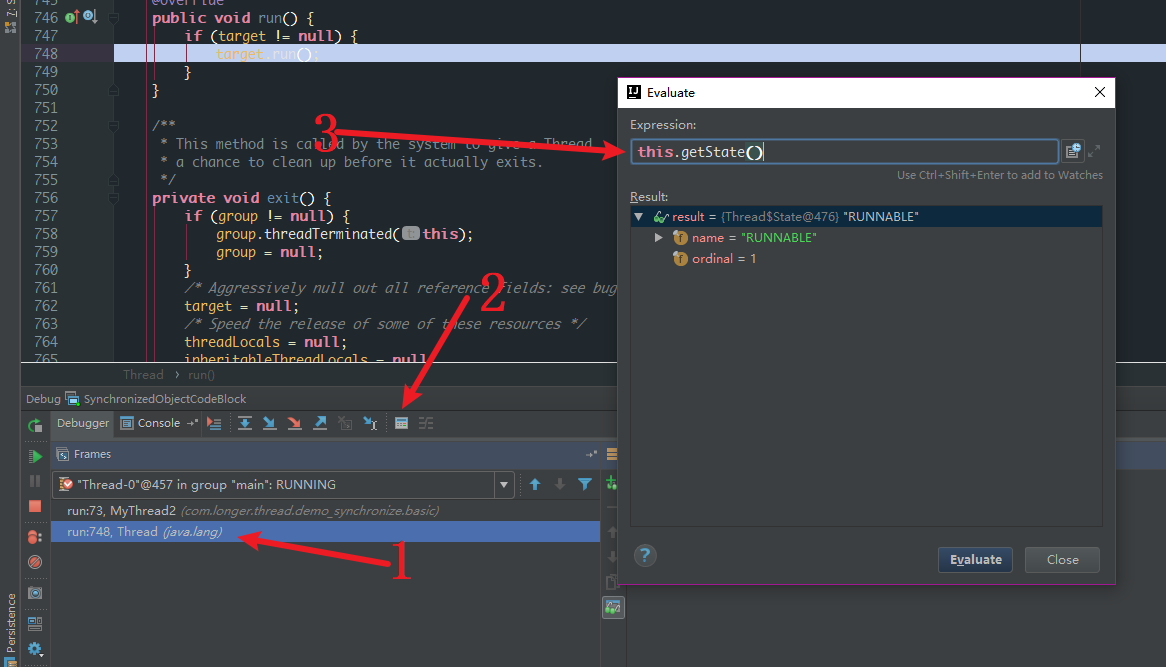 7: S
745 @Override
746 public void run() {
747 if (target != null) {
748 target.run();
749 }
750 }
751
752 /**
753 * This method is called by the system to give a Thread
754 * a chance to clean up before it actually exits.
755 */
756 private void exit() {
757 if (group != null) {
758 group.threadTerminated( t: this);
759 group = null;
760 }
761 /* Aggressively null out all reference fields: see bug
762 target = null;
763 /* Speed the release of some of these resources */
764 threadLocals = null;
765 inheritableThreadLocals = null
Thread › run()
3
2
1
Evaluate
Expression:
this.getState()
Use Ctrl+Shift+Enter to add to Watches
Result:
result = {Thread$State@476} "RUNNABLE"
name = "RUNNABLE"
ordinal = 1
?
Evaluate
Close
Debug SynchronizedObjectCodeBlock
Debugger Console
Frames
"Thread-0"@457 in group "main": RUNNING
run:73, MyThread2 (com.longer.thread.demo_synchronize.basic)
run:748, Thread (java.lang)
Persistence